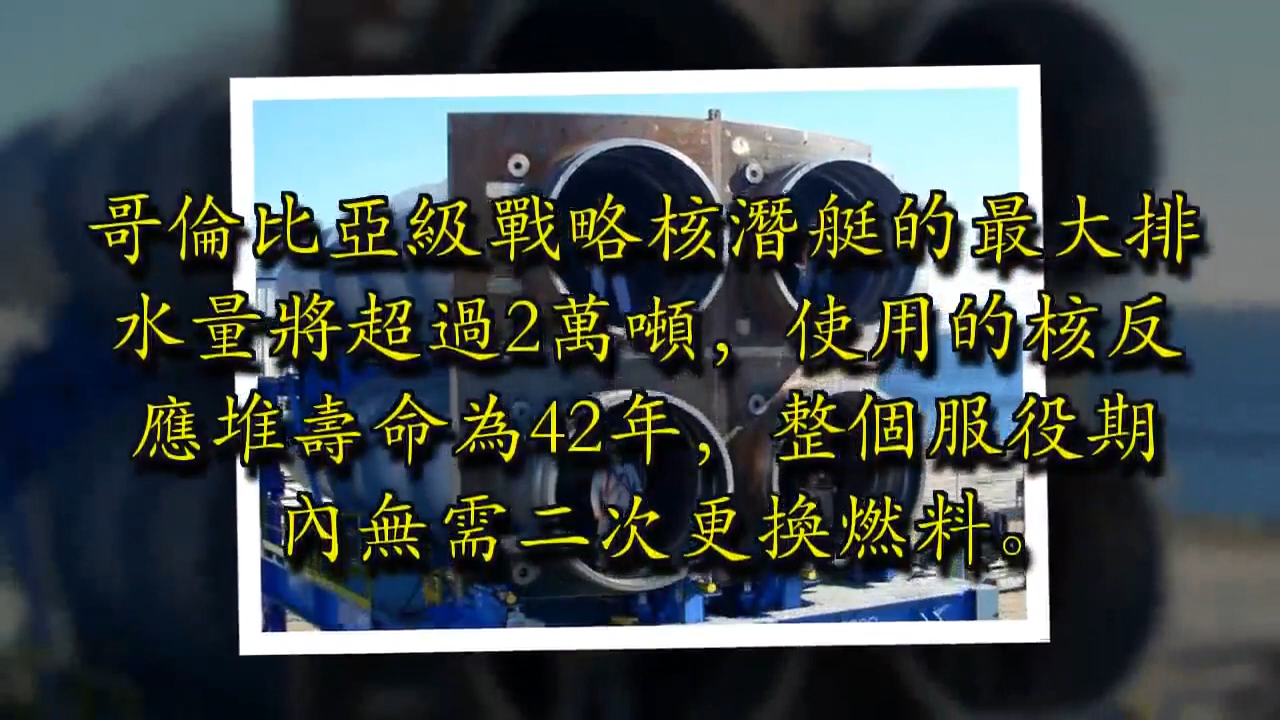 哥倫比亞級戰略核潛艇的最大排
水量將超過2萬噸，使用的核反
應堆壽命為42年，整個服役期
內無需二次更換燃料。